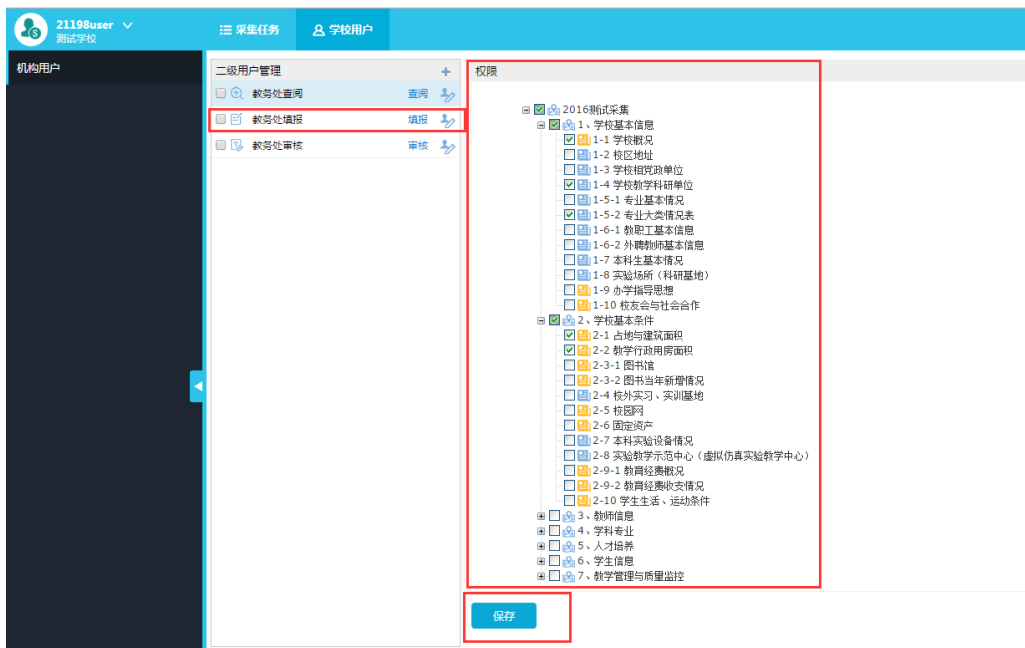 21198user
测试学校
采集任务
学校用户
机构用户
二级用户管理
教务处查阅 查阅
教务处填报 填报
教务处审核 审核
权限
2016测试采集
1、学校基本信息
1-1 学校概况
1-2 校区地址
1-3 学校相党政单位
1-4 学校教学科研单位
1-5-1 专业基本情况
1-5-2 专业大类情况表
1-6-1 教职工基本信息
1-6-2 外聘教师基本信息
1-7 本科生基本情况
1-8 实验场所（科研基地）
1-9 办学指导思想
1-10 校友会与社会合作
2、学校基本条件
2-1 占地与建筑面积
2-2 教学行政用房面积
2-3-1 图书馆
2-3-2 图书当年新增情况
2-4 校外实习、实训基地
2-5 校园网
2-6 固定资产
2-7 本科实验设备情况
2-8 实验教学示范中心（虚拟仿真实验教学中心）
2-9-1 教育经费概况
2-9-2 教育经费收支情况
2-10 学生生活、运动条件
3、教师信息
4、学科专业
5、人才培养
6、学生信息
7、教学管理与质量监控
保存